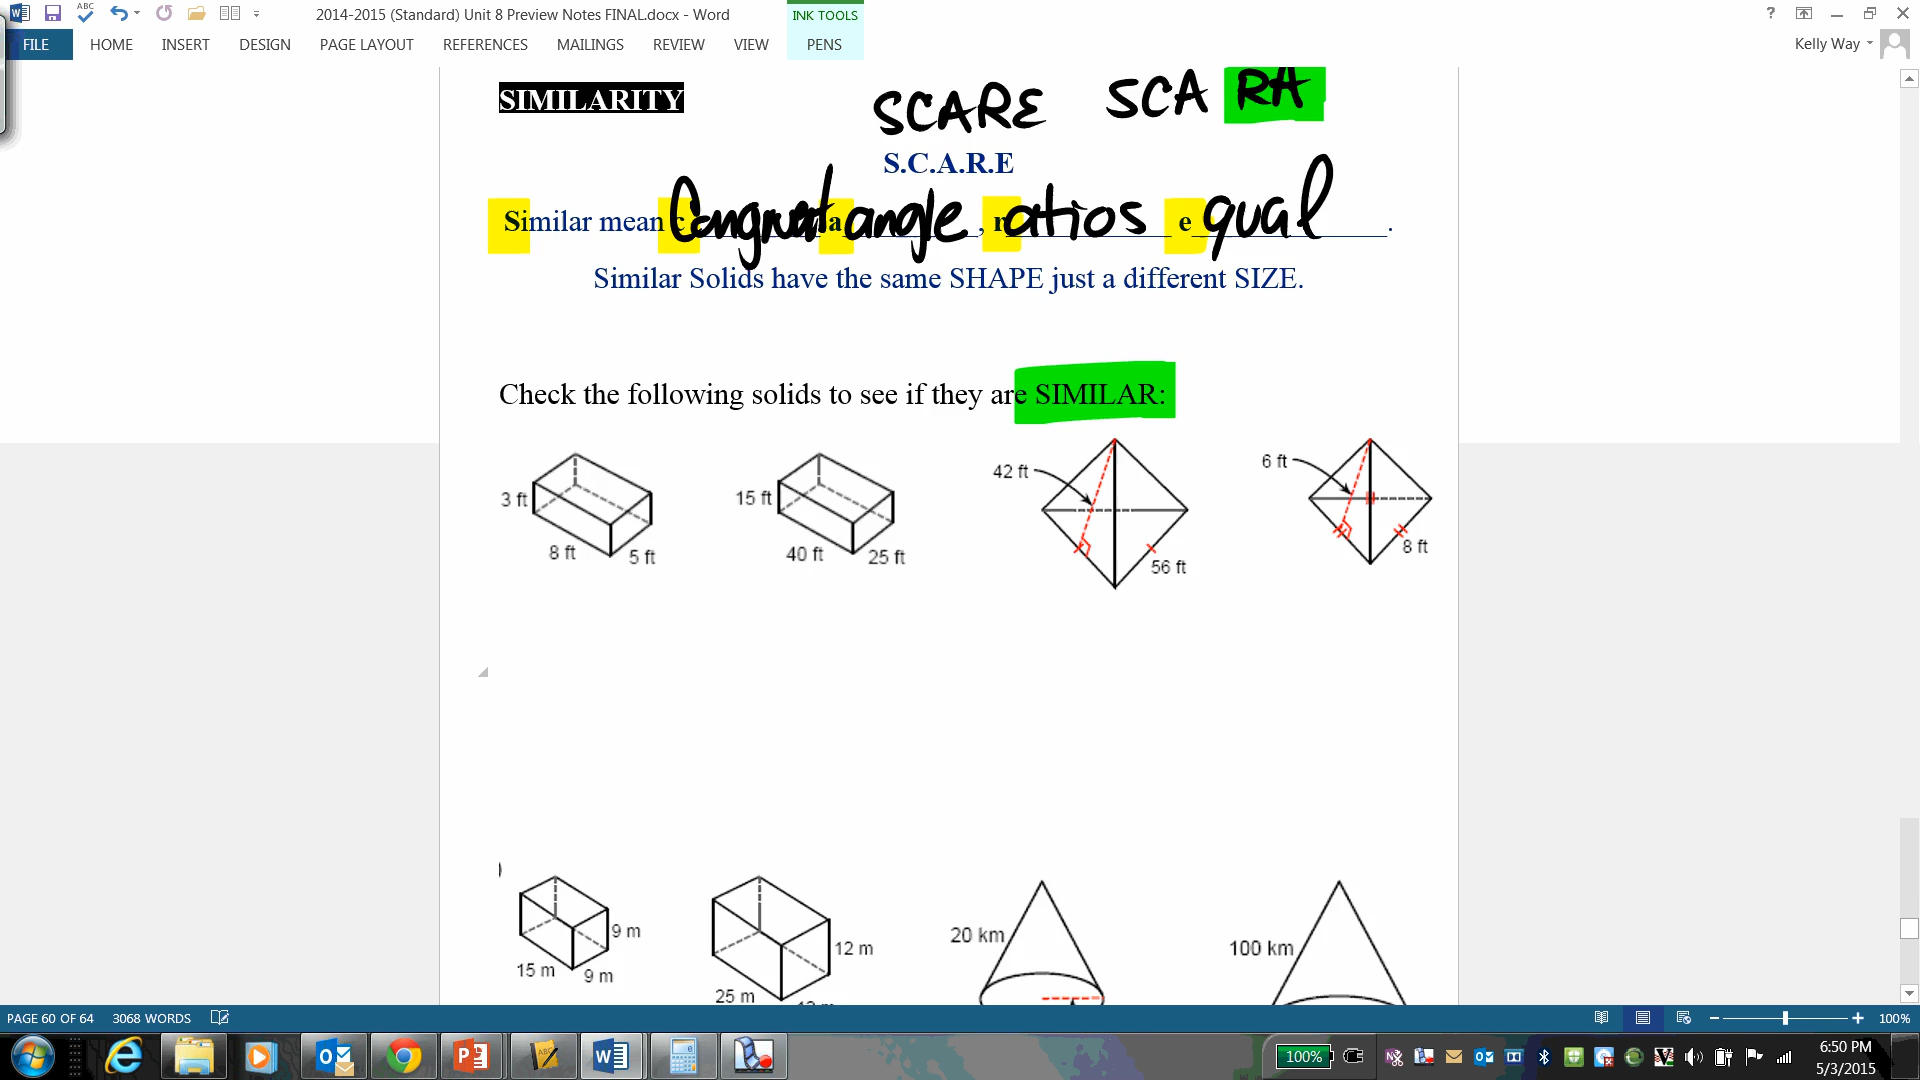 2014-2015 (Standard) Unit 8 Preview Notes FINAL.docx - Word
INK TOOLS
FILE HOME INSERT DESIGN PAGE LAYOUT REFERENCES MAILINGS REVIEW VIEW PENS
Kelly Way
SIMILARITY
SCARE SCA RA
S.C.A.R.E
Similar mean congruent angle, ratios equal.
Similar Solids have the same SHAPE just a different SIZE.
Check the following solids to see if they are SIMILAR:
3 ft 8 ft 5 ft
15 ft 40 ft 25 ft
42 ft 56 ft
6 ft 8 ft
)
9 m 15 m 9 m
12 m 25 m
20 km
100 km
PAGE 60 OF 64 3068 WORDS
100%
100%
6:50 PM
5/3/2015